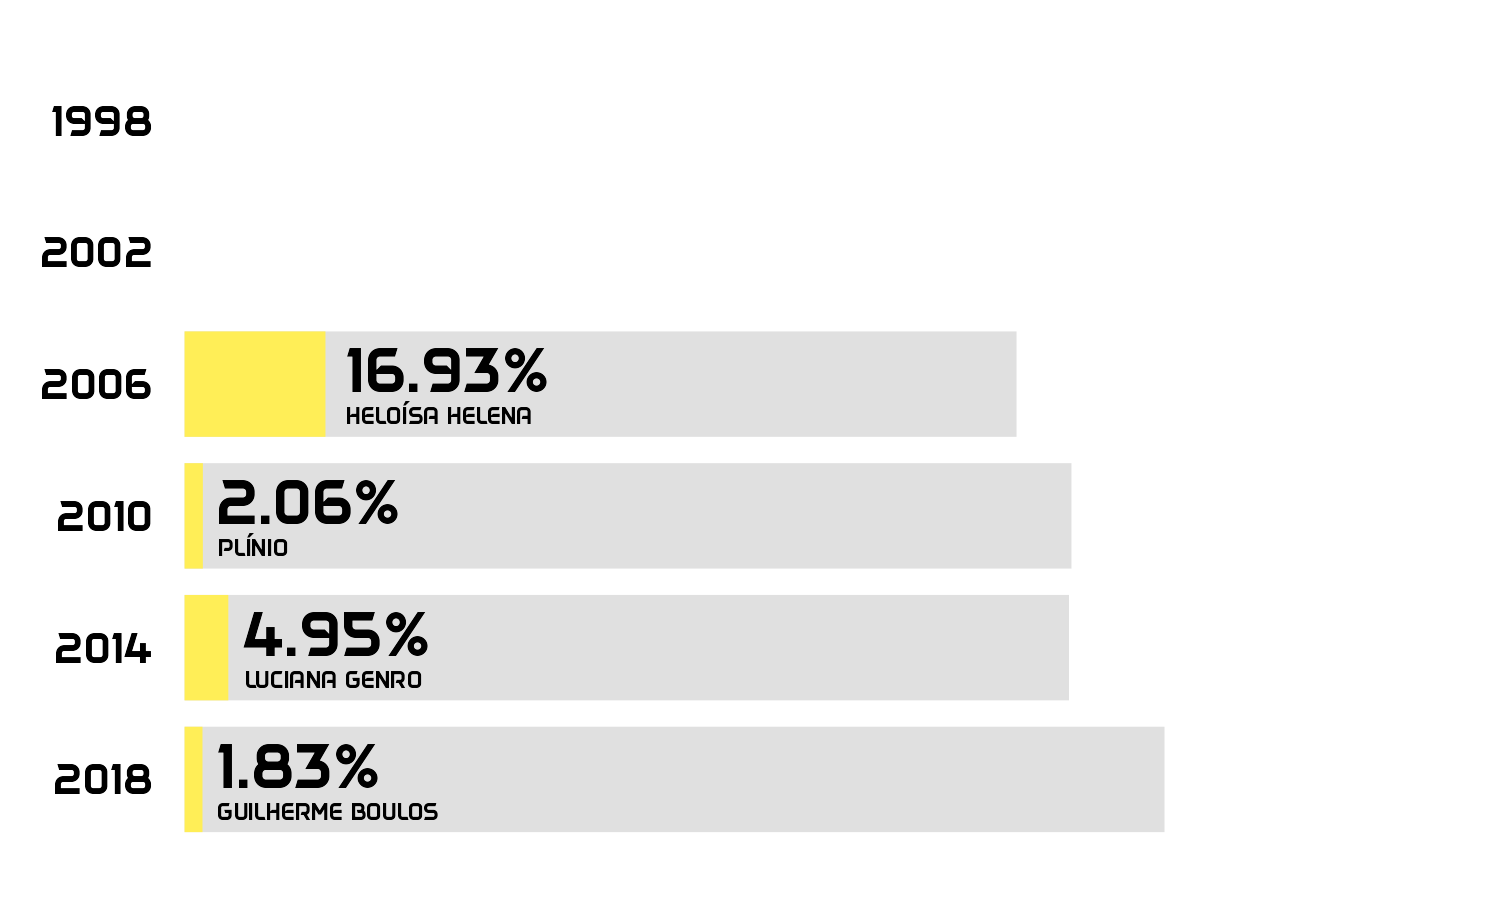 1998
2002
2006
16.93%
HELOÍSA HELENA
2010
2.06%
PLÍNIO
2014
4.95%
LUCIANA GENRO
2018
1.83%
GUILHERME BOULOS